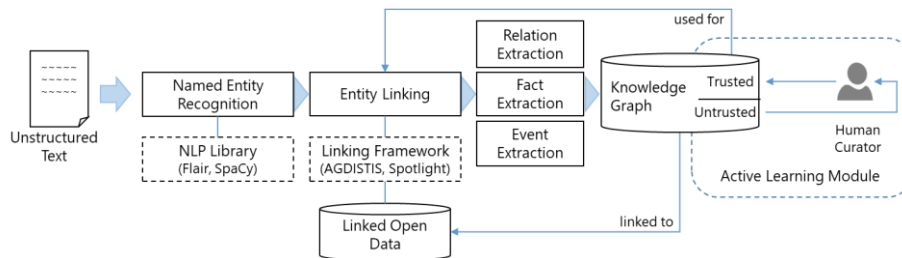 used for
Relation
Extraction
Named Entity
Recognition
Entity Linking
Fact
Extraction
Knowledge
Graph
Trusted
Untrusted
Unstructured
Text
NLP Library
(Flair, SpaCy)
Linking Framework
(AGDISTIS, Spotlight)
Event
Extraction
Human
Curator
Active Learning Module
Linked Open
Data
linked to